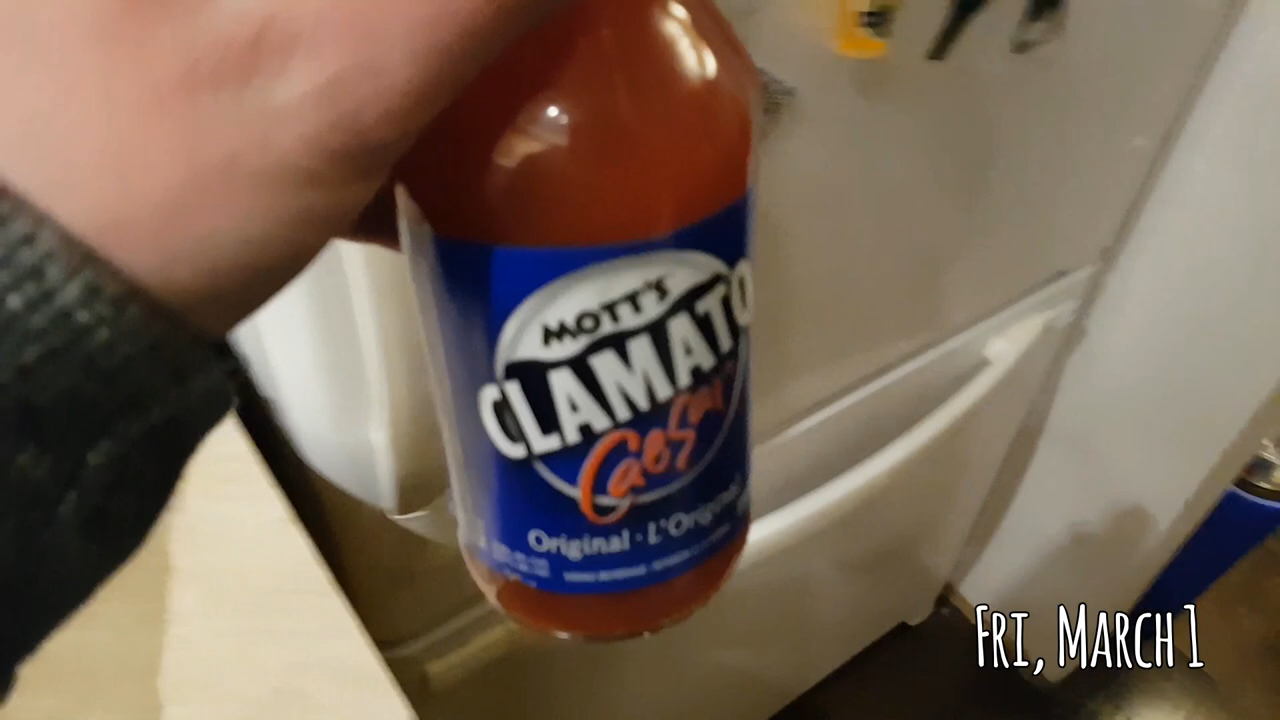 MOTT'S
CLAMATO
Caesar
Original · L'Original
FRI, MARCH 1